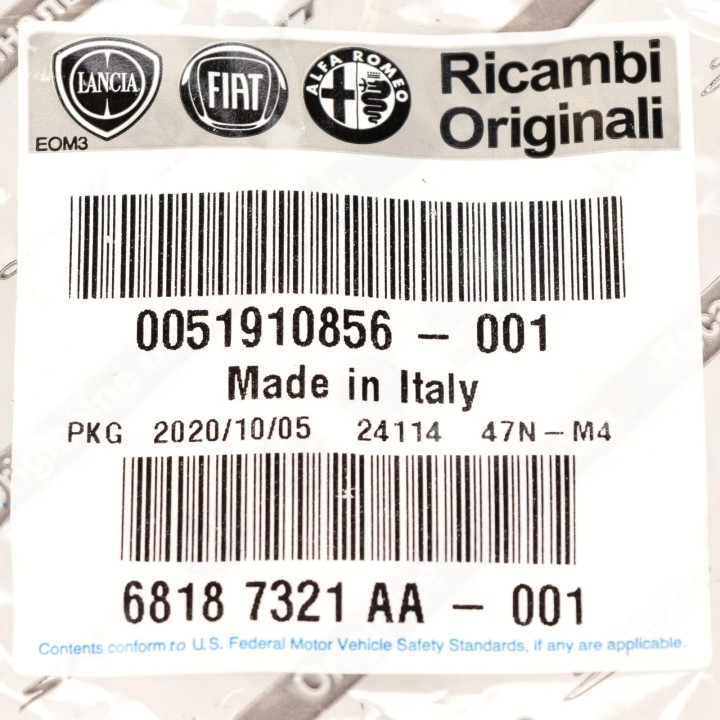 LANCIA FIAT ALFA ROMEO Ricambi
Originali
EOM3
0051910856 - 001
Made in Italy
PKG 2020/10/05 24114 47N-M4
6818 7321 AA - 001
Contents conform to U.S. Federal Motor Vehicle Safety Standards, if any are applicable.